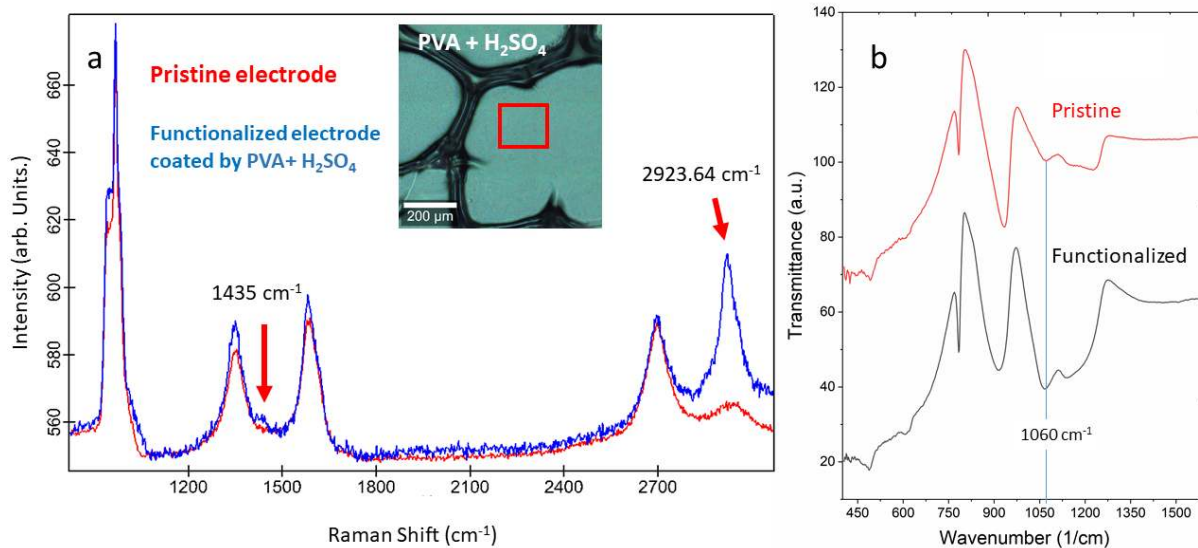 a
Pristine electrode
Functionalized electrode
coated by PVA+ H₂SO₄
PVA + H₂SO₄
200 µm
1435 cm⁻¹
2923.64 cm⁻¹
Intensity (arb. Units.)
660
640
620
600
580
560
1200
1500
1800
2100
2400
2700
Raman Shift (cm⁻¹)
b
Pristine
Functionalized
1060 cm⁻¹
Transmittance (a.u.)
140
120
100
80
60
40
20
450
600
750
900
1050
1200
1350
1500
Wavenumber (1/cm)